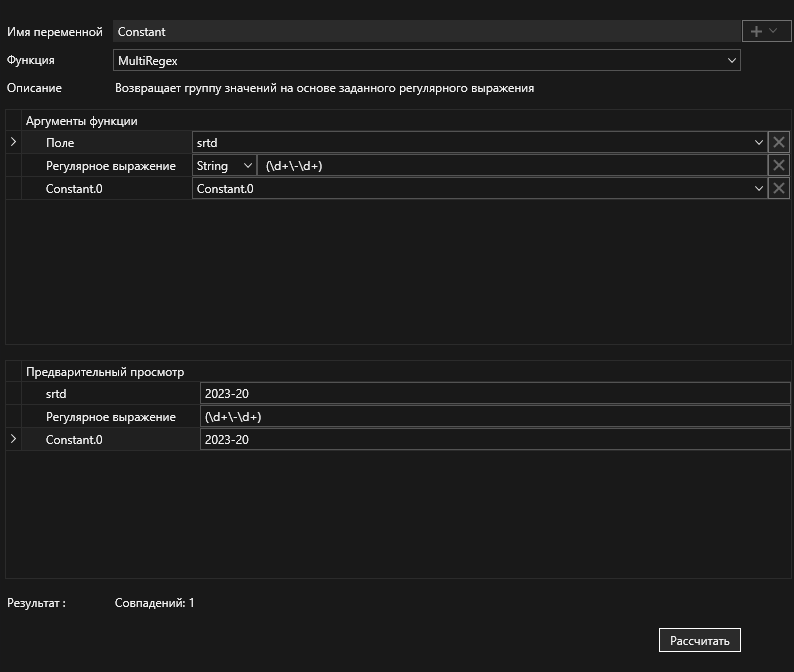 Имя переменной Constant
Функция MultiRegex
Описание Возвращает группу значений на основе заданного регулярного выражения
Аргументы функции
Поле srtd
Регулярное выражение String (\d+\-\d+)
Constant.0 Constant.0
Предварительный просмотр
srtd 2023-20
Регулярное выражение (\d+\-\d+)
Constant.0 2023-20
Результат : Совпадений: 1
Рассчитать